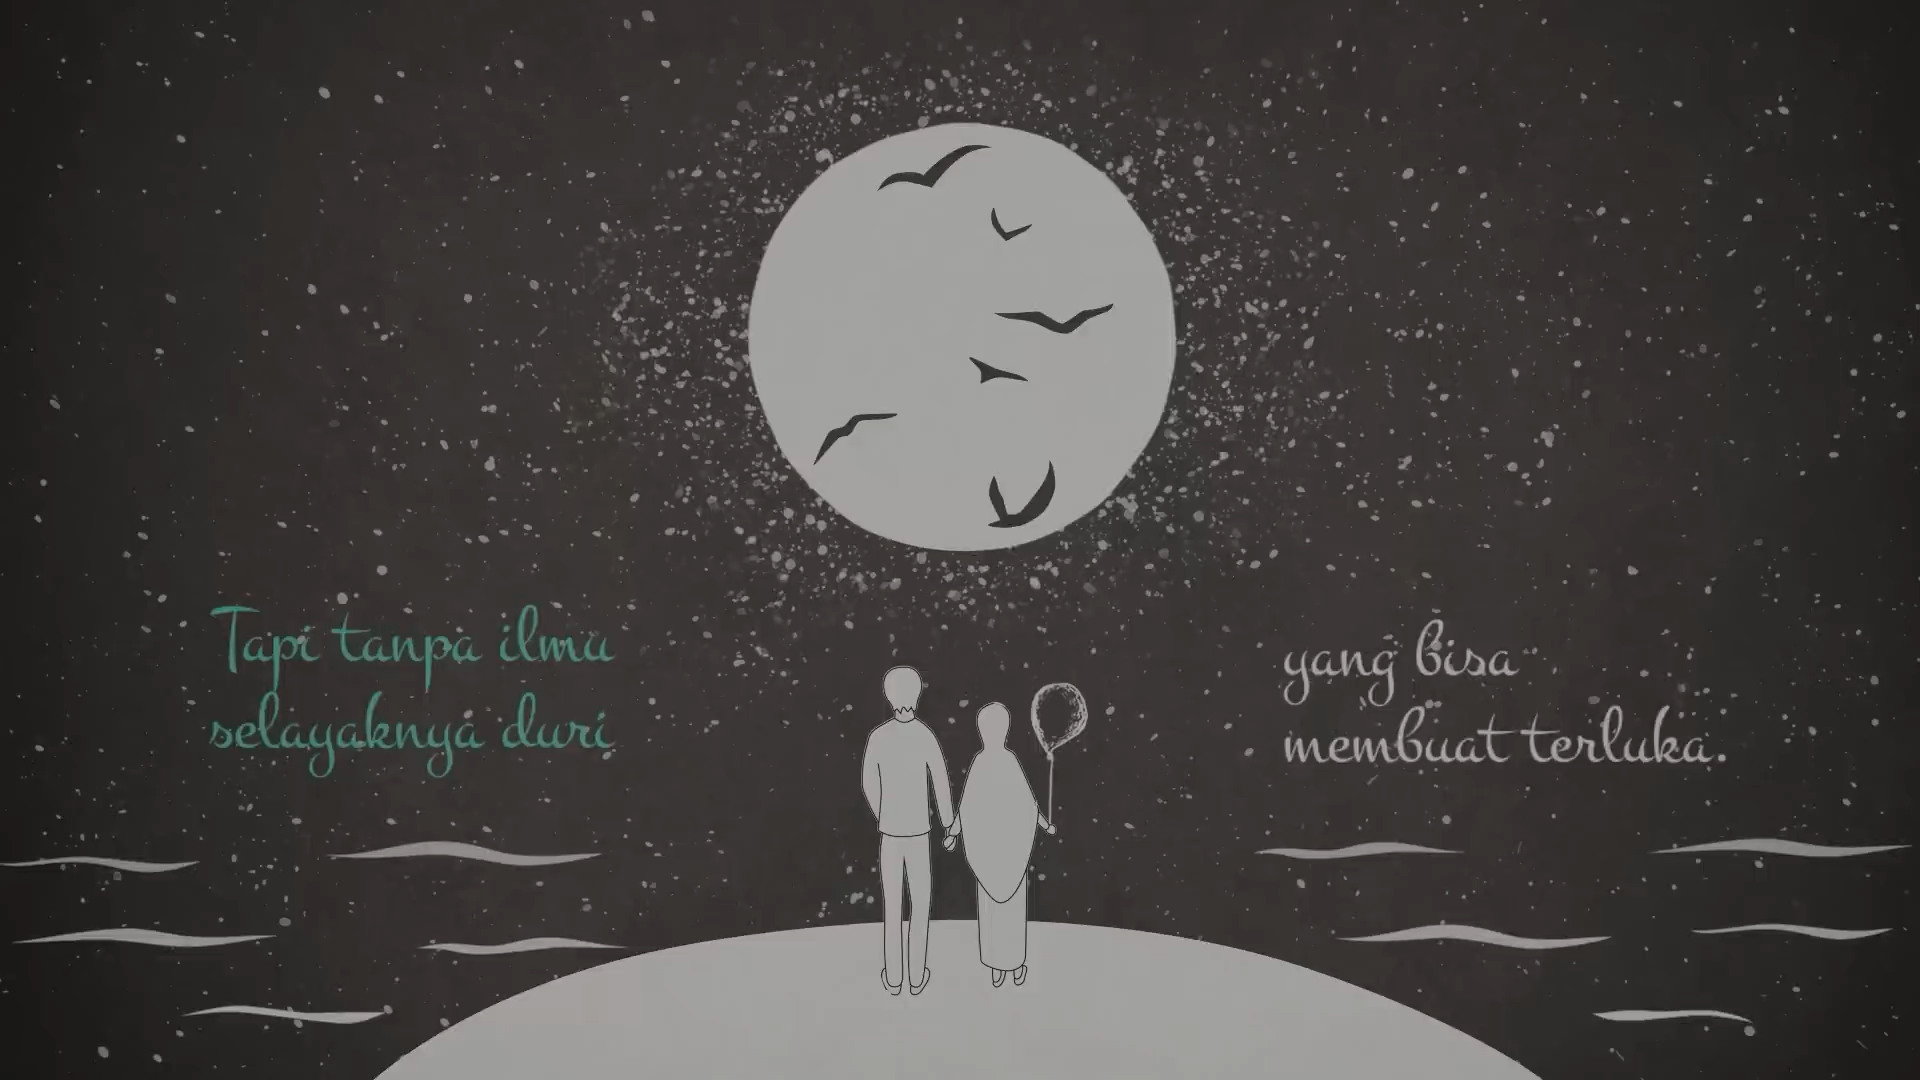 Tapi tanpa ilmu
selayaknya duri
yang bisa
membuat terluka.